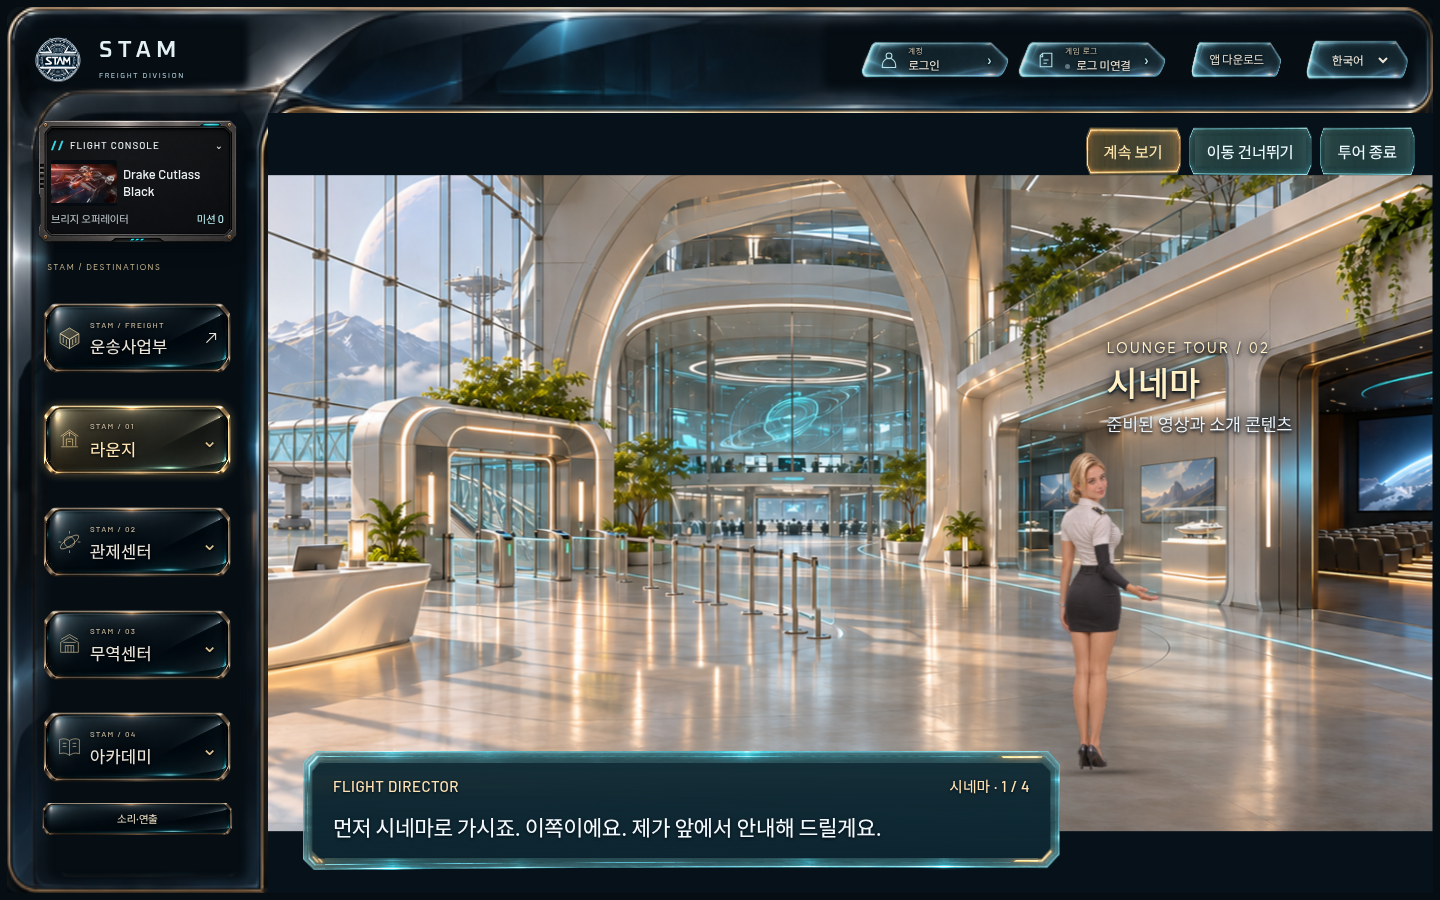 STAM
STAM
FREIGHT DIVISION
계정
로그인
게임 로그
로그 미연결
앱 다운로드
한국어
// FLIGHT CONSOLE
Drake Cutlass
Black
브리지 오퍼레이터
미션 0
STAM / DESTINATIONS
STAM / FREIGHT
운송사업부
STAM / 01
라운지
STAM / 02
관제센터
STAM / 03
무역센터
STAM / 04
아카데미
소리·연출
계속 보기
이동 건너뛰기
투어 종료
LOUNGE TOUR / 02
시네마
준비된 영상과 소개 콘텐츠
FLIGHT DIRECTOR
시네마 · 1 / 4
먼저 시네마로 가시죠. 이쪽이에요. 제가 앞에서 안내해 드릴게요.